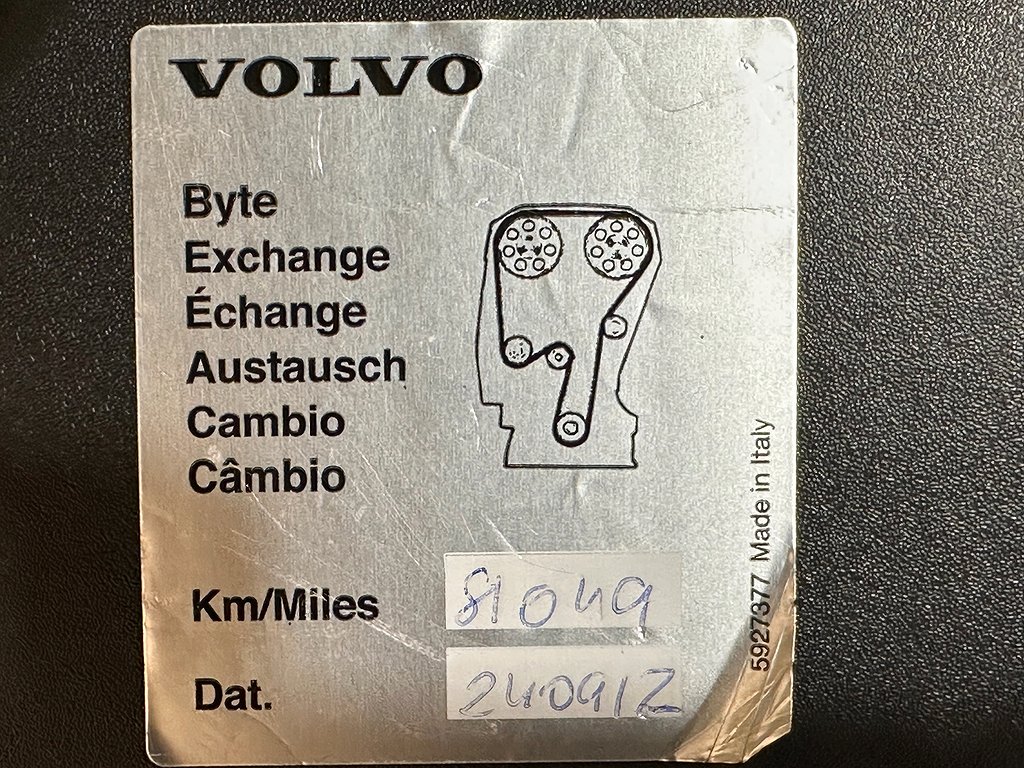 VOLVO
Byte
Exchange
Échange
Austausch
Cambio
Câmbio
Km/Miles 81049
Dat. 240912
5927377 Made in Italy